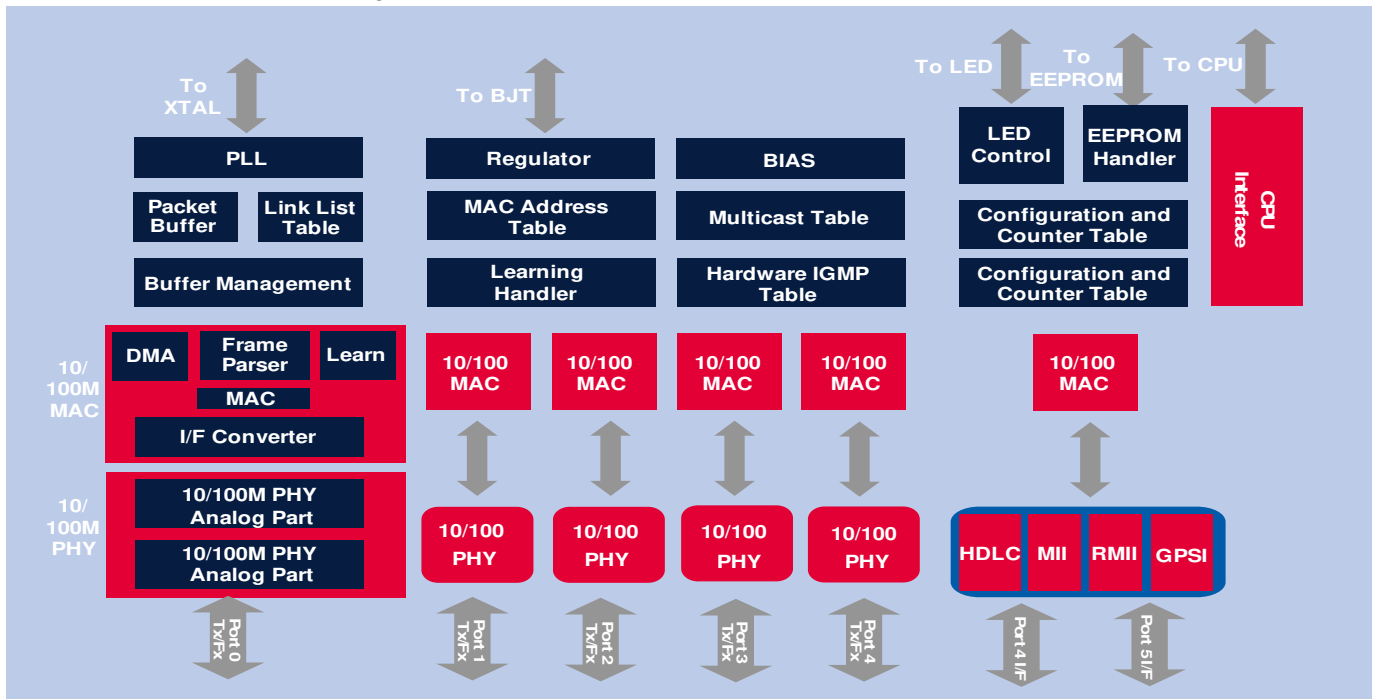 To
XTAL
To BJT
To LED
To
EEPROM
To CPU
PLL
Regulator
BIAS
LED
Control
EEPROM
Handler
CPU
Interface
Packet
Buffer
Link List
Table
MAC Address
Table
Multicast Table
Configuration and
Counter Table
Buffer Management
Learning
Handler
Hardware IGMP
Table
Configuration and
Counter Table
10/
100M
MAC
DMA
Frame
Parser
Learn
MAC
I/F Converter
10/100
MAC
10/100
MAC
10/100
MAC
10/100
MAC
10/100
MAC
10/
100M
PHY
10/100M PHY
Analog Part
10/100M PHY
Analog Part
10/100
PHY
10/100
PHY
10/100
PHY
10/100
PHY
HDLC
MII
RMII
GPSI
Port 0
Tx/Fx
Port 1
Tx/Fx
Port 2
Tx/Fx
Port 3
Tx/Fx
Port 4
Tx/Fx
Port 4 I/F
Port 5 I/F